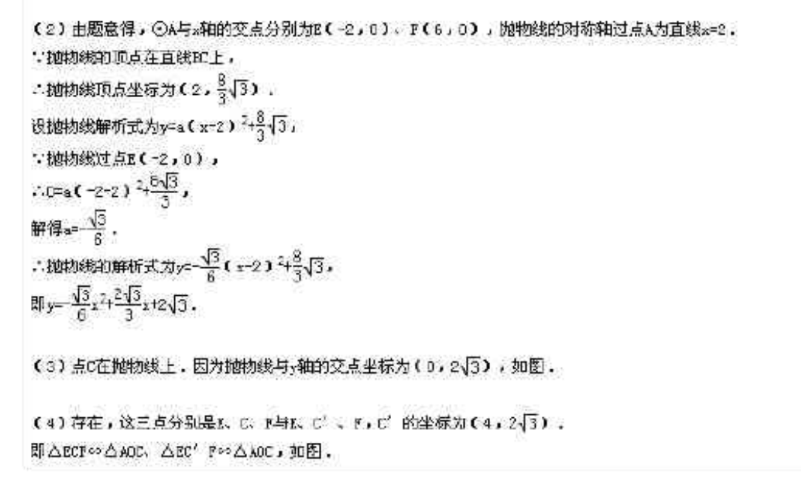 (2)由题意得,⊙A与x轴的交点分别为E(-2,0)、F(6,0),抛物线的对称轴过点A为直线x=2.
∵抛物线的顶点在直线BC上,
∴抛物线顶点坐标为(2,8/3√3).
设抛物线解析式为y=a(x-2)²+8/3√3,
∵抛物线过点E(-2,0),
∴0=a(-2-2)²+8√3/3,
解得a=-√3/6.
∴抛物线的解析式为y=-√3/6(x-2)²+8/3√3,
即y=-√3/6x²+2√3/3x+2√3.
(3)点C在抛物线上.因为抛物线与y轴的交点坐标为(0,2√3),如图.
(4)存在,这三点分别是E、C、F与E、C′、F,C′的坐标为(4,2√3).
即△ECF∽△AOC、△EC′F∽△AOC,如图.